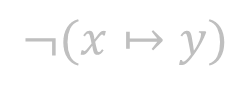 ¬(𝑥 ↦ 𝑦)